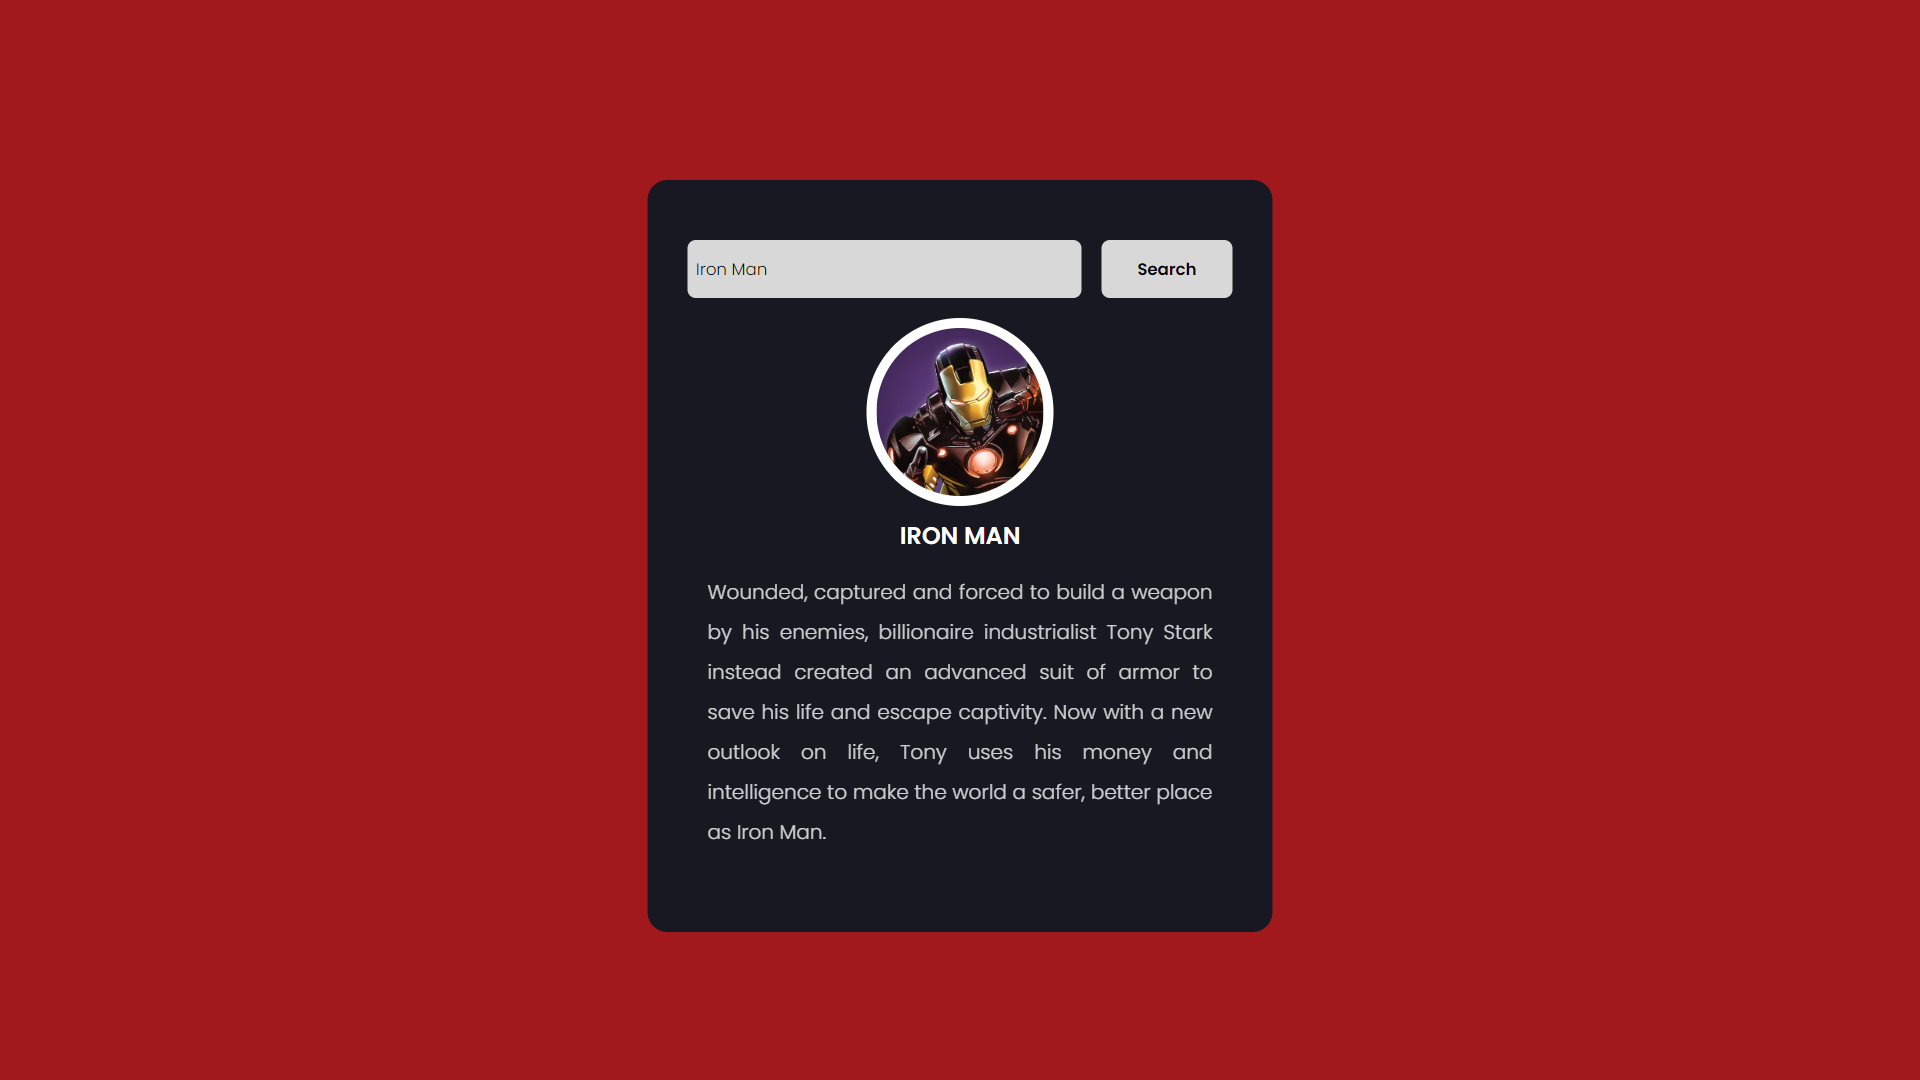 Iron Man
Search
IRON MAN
Wounded, captured and forced to build a weapon
by his enemies, billionaire industrialist Tony Stark
instead created an advanced suit of armor to
save his life and escape captivity. Now with a new
outlook on life, Tony uses his money and
intelligence to make the world a safer, better place
as Iron Man.